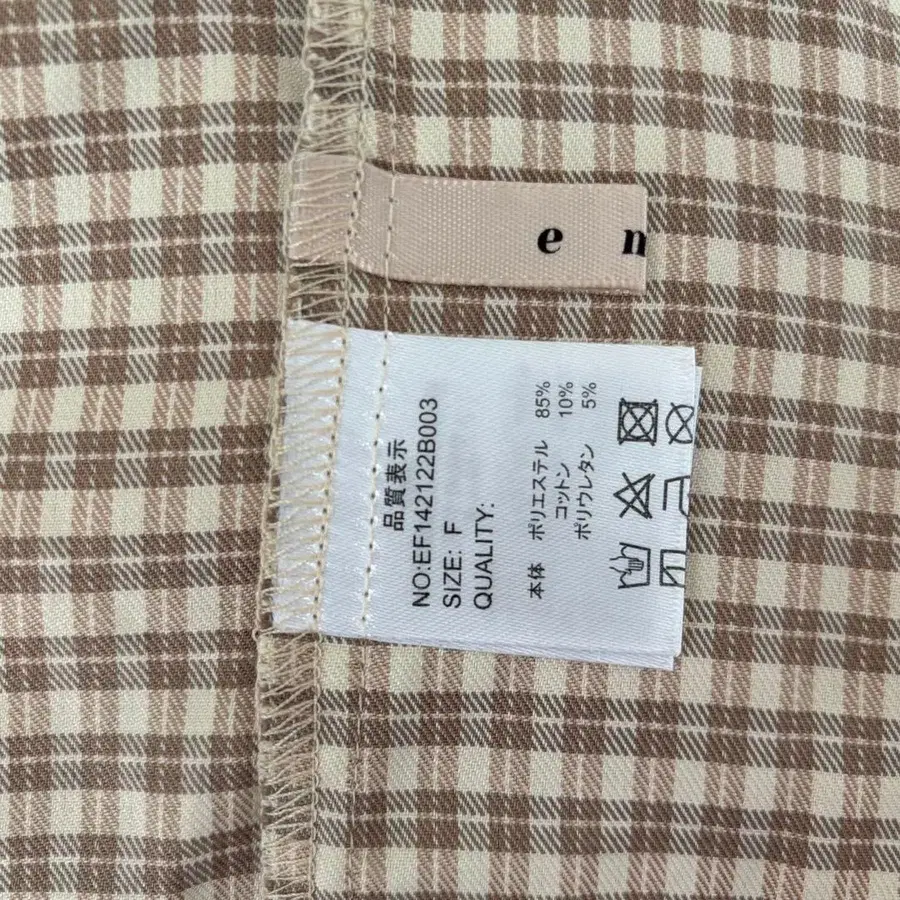 e m
品質表示
NO:EF142122B003
SIZE: F
QUALITY:
本体 ポリエステル 85%
コットン 10%
ポリウレタン 5%